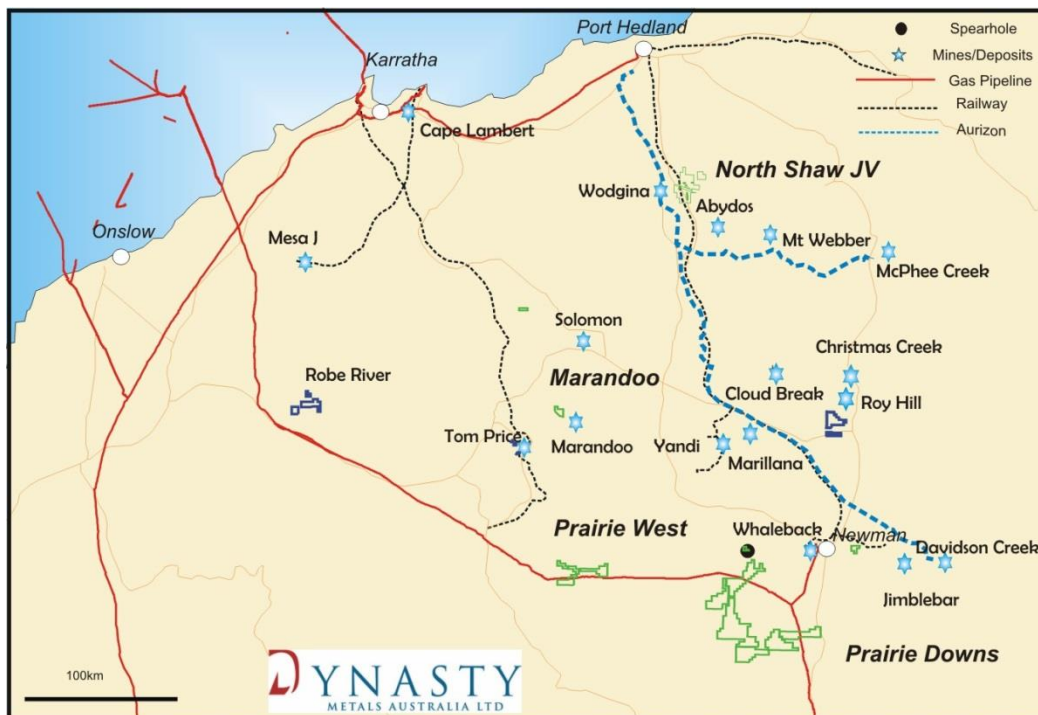 Port Hedland
Spearhole
Mines/Deposits
Gas Pipeline
Railway
Aurizon
Karratha
Cape Lambert
North Shaw JV
Wodgina
Abydos
Mt Webber
McPhee Creek
Onslow
Mesa J
Solomon
Christmas Creek
Marandoo
Cloud Break
Roy Hill
Robe River
Tom Price
Marandoo
Yandi
Marillana
Prairie West
Whaleback
Newman
Davidson Creek
Jimblebar
Prairie Downs
100km
DYNASTY
METALS AUSTRALIA LTD